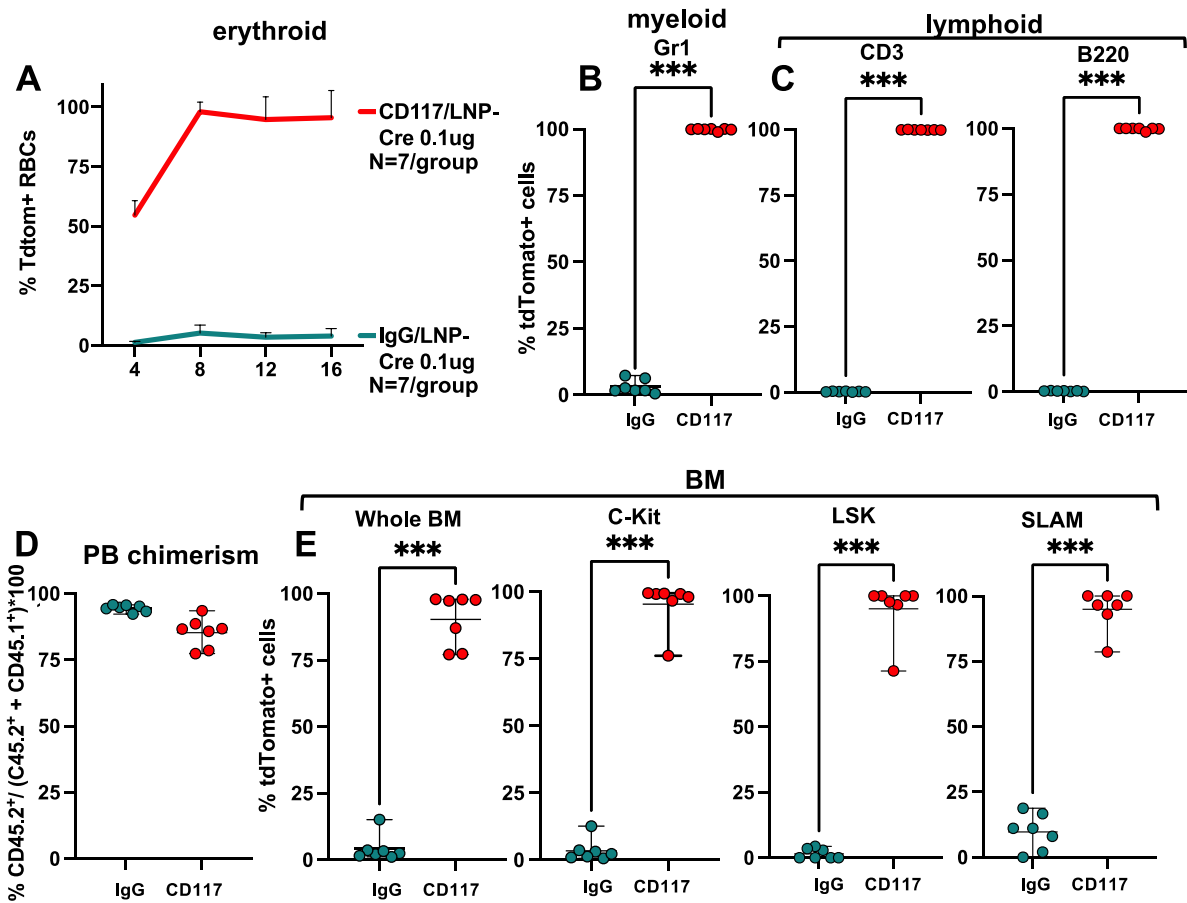 erythroid
A
% Tdtom+ RBCs
100
75
50
25
0
4 8 12 16
CD117/LNP-
Cre 0.1ug
N=7/group
IgG/LNP-
Cre 0.1ug
N=7/group
myeloid
B
Gr1
***
% tdTomato+ cells
100
75
50
25
0
IgG CD117
lymphoid
C
CD3
***
100
75
50
25
0
IgG CD117
B220
***
100
75
50
25
0
IgG CD117
D
PB chimerism
% CD45.2+/ (C45.2+ + CD45.1+)*100
100
75
50
25
0
IgG CD117
BM
E
Whole BM
***
% tdTomato+ cells
100
75
50
25
0
IgG CD117
C-Kit
***
100
75
50
25
0
IgG CD117
LSK
***
100
75
50
25
0
IgG CD117
SLAM
***
100
75
50
25
0
IgG CD117